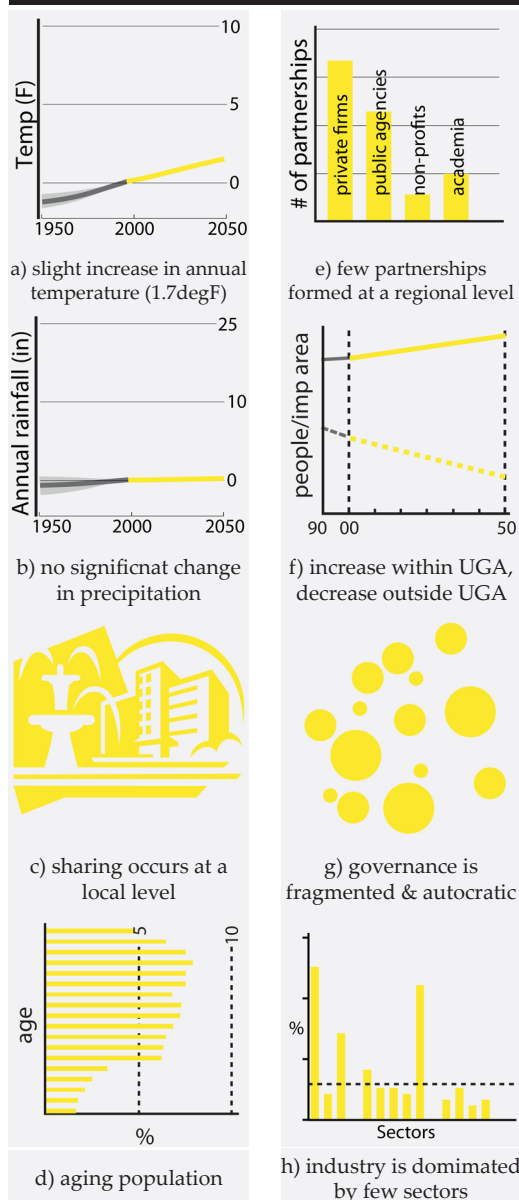 Temp (F)
10
5
0
1950
2000
2050
a) slight increase in annual
temperature (1.7degF)
# of partnerships
private firms
public agencies
non-profits
academia
e) few partnerships
formed at a regional level
Annual rainfall (in)
25
10
0
1950
2000
2050
b) no significnat change
in precipitation
people/imp area
90
00
50
f) increase within UGA,
decrease outside UGA
c) sharing occurs at a
local level
g) governance is
fragmented & autocratic
age
5
10
%
d) aging population
%
Sectors
h) industry is domimated
by few sectors